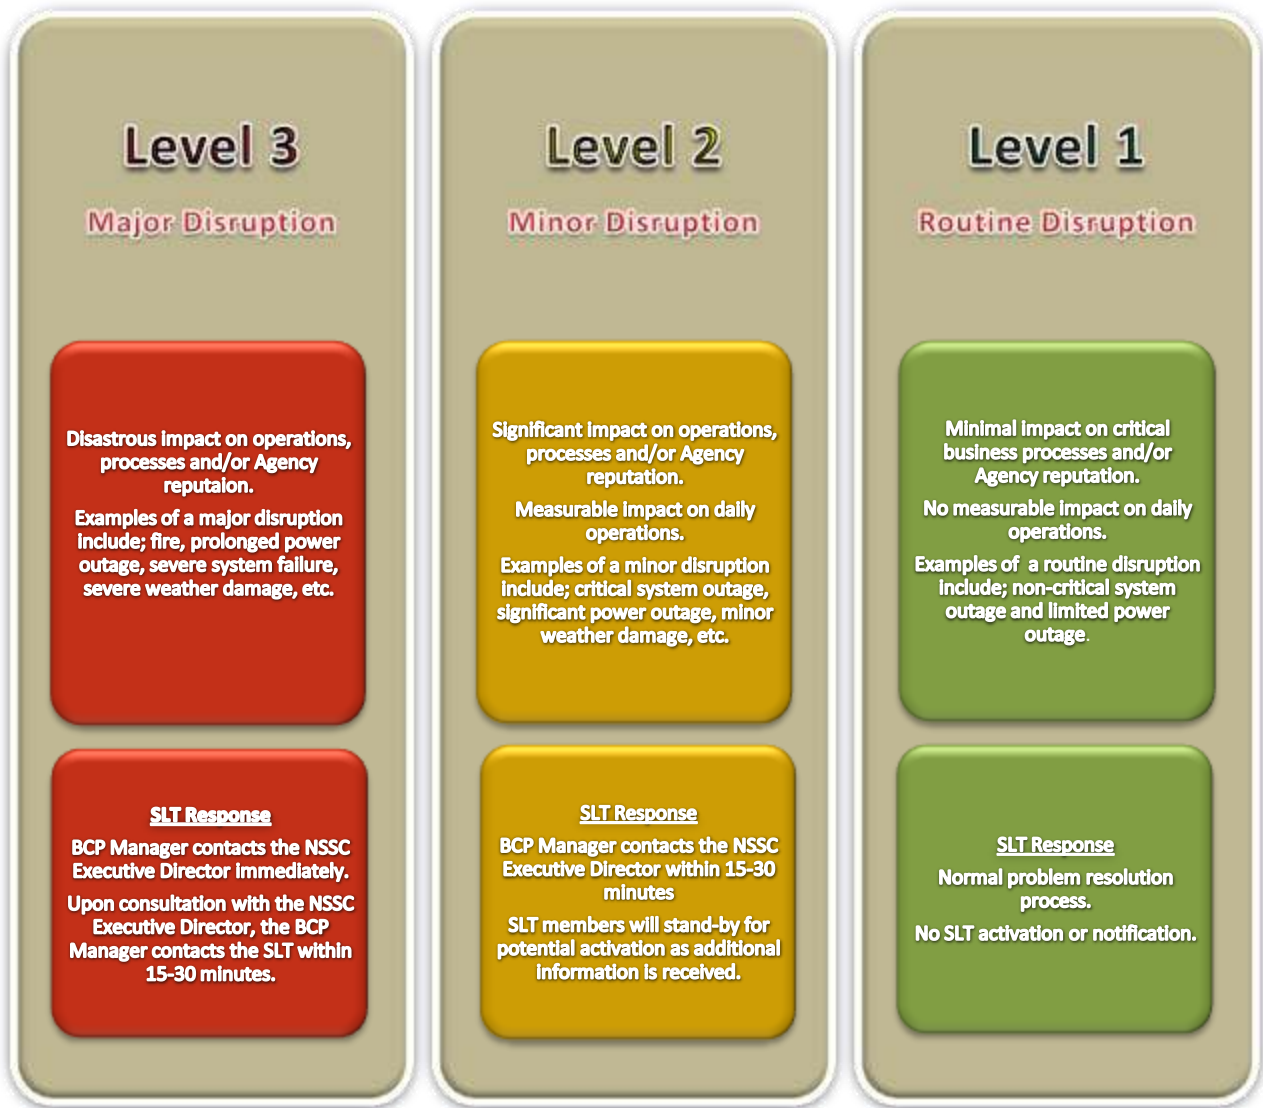 Level 3
Major Disruption
Disastrous impact on operations,
processes and/or Agency
reputaion.
Examples of a major disruption
include; fire, prolonged power
outage, severe system failure,
severe weather damage, etc.
SLT Response
BCP Manager contacts the NSSC
Executive Director immediately.
Upon consultation with the NSSC
Executive Director, the BCP
Manager contacts the SLT within
15-30 minutes.
Level 2
Minor Disruption
Significant impact on operations,
processes and/or Agency
reputation.
Measurable impact on daily
operations.
Examples of a minor disruption
include; critical system outage,
significant power outage, minor
weather damage, etc.
SLT Response
BCP Manager contacts the NSSC
Executive Director within 15-30
minutes
SLT members will stand-by for
potential activation as additional
information is received.
Level 1
Routine Disruption
Minimal impact on critical
business processes and/or
Agency reputation.
No measurable impact on daily
operations.
Examples of  a routine disruption
include; non-critical system
outage and limited power
outage.
SLT Response
Normal problem resolution
process.
No SLT activation or notification.